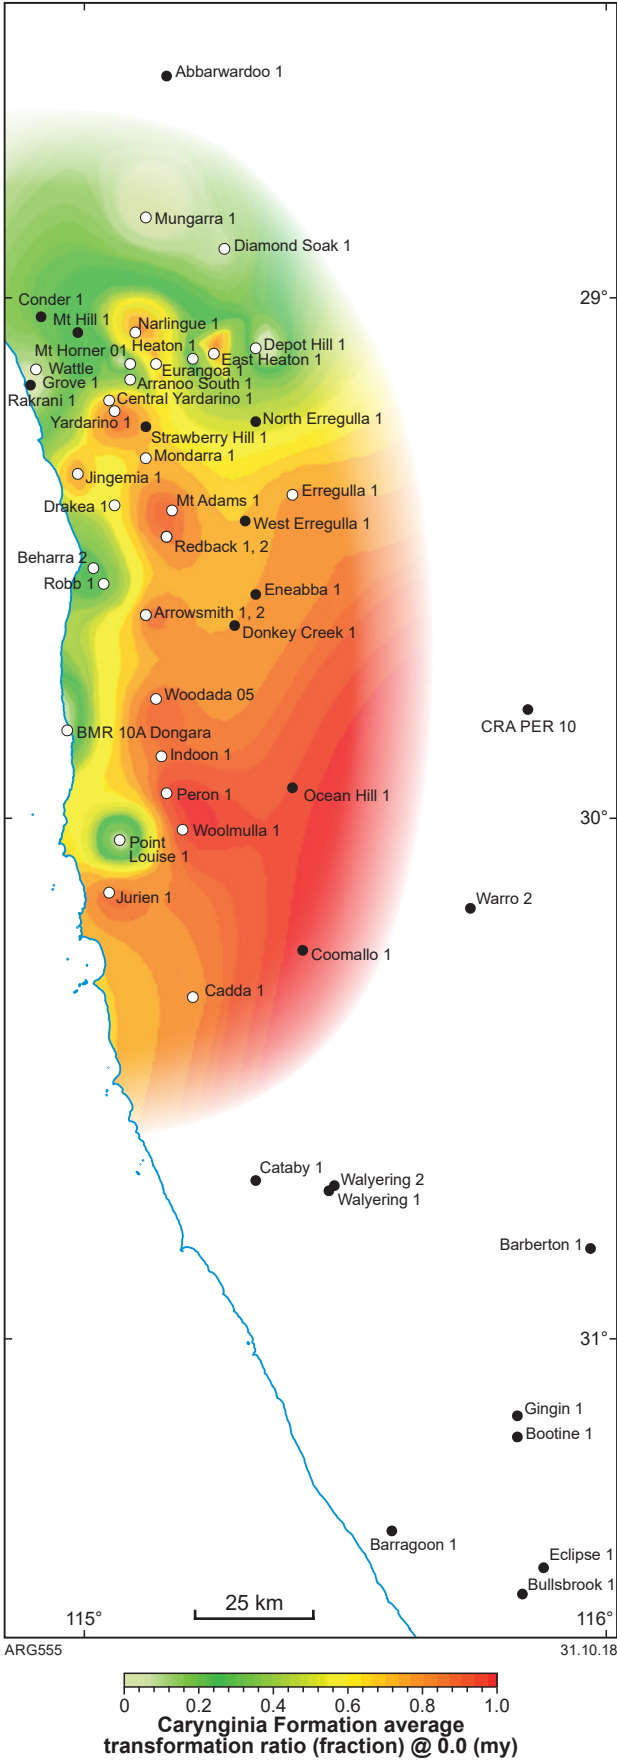 Abbarwardoo 1
Mungarra 1
Diamond Soak 1
29°
Conder 1
Mt Hill 1
Narlingue 1
Heaton 1
Depot Hill 1
Mt Horner 01
East Heaton 1
Wattle
Grove 1
Eurangoa 1
Arranoo South 1
Rakrani 1
Central Yardarino 1
Yardarino 1
North Erregulla 1
Strawberry Hill 1
Mondarra 1
Jingemia 1
Erregulla 1
Mt Adams 1
Drakea 1
West Erregulla 1
Redback 1, 2
Beharra 2
Robb 1
Eneabba 1
Arrowsmith 1, 2
Donkey Creek 1
Woodada 05
CRA PER 10
BMR 10A Dongara
Indoon 1
Peron 1
Ocean Hill 1
30°
Woolmulla 1
Point
Louise 1
Jurien 1
Warro 2
Coomallo 1
Cadda 1
Cataby 1
Walyering 2
Walyering 1
Barberton 1
31°
Gingin 1
Bootine 1
Barragoon 1
Eclipse 1
Bullsbrook 1
25 km
115°
116°
ARG555
31.10.18
0 0.2 0.4 0.6 0.8 1.0
Carynginia Formation average
transformation ratio (fraction) @ 0.0 (my)